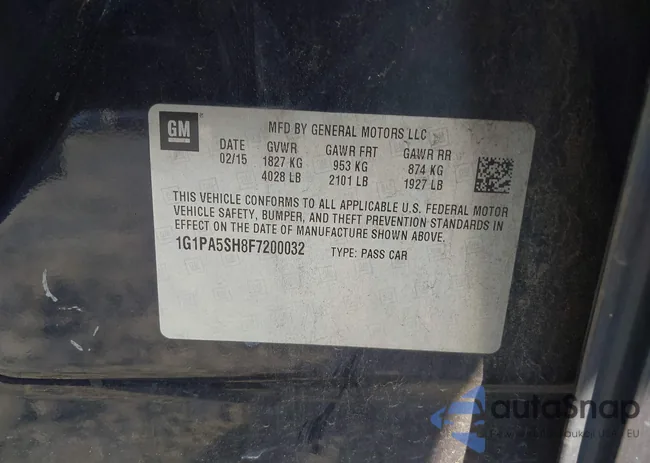 GM
MFD BY GENERAL MOTORS LLC
DATE GVWR GAWR FRT GAWR RR
02/15 1827 KG 953 KG 874 KG
4028 LB 2101 LB 1927 LB
THIS VEHICLE CONFORMS TO ALL APPLICABLE U.S. FEDERAL MOTOR
VEHICLE SAFETY, BUMPER, AND THEFT PREVENTION STANDARDS IN
EFFECT ON THE DATE OF MANUFACTURE SHOWN ABOVE.
1G1PA5SH8F7200032 TYPE: PASS CAR
autoSnap